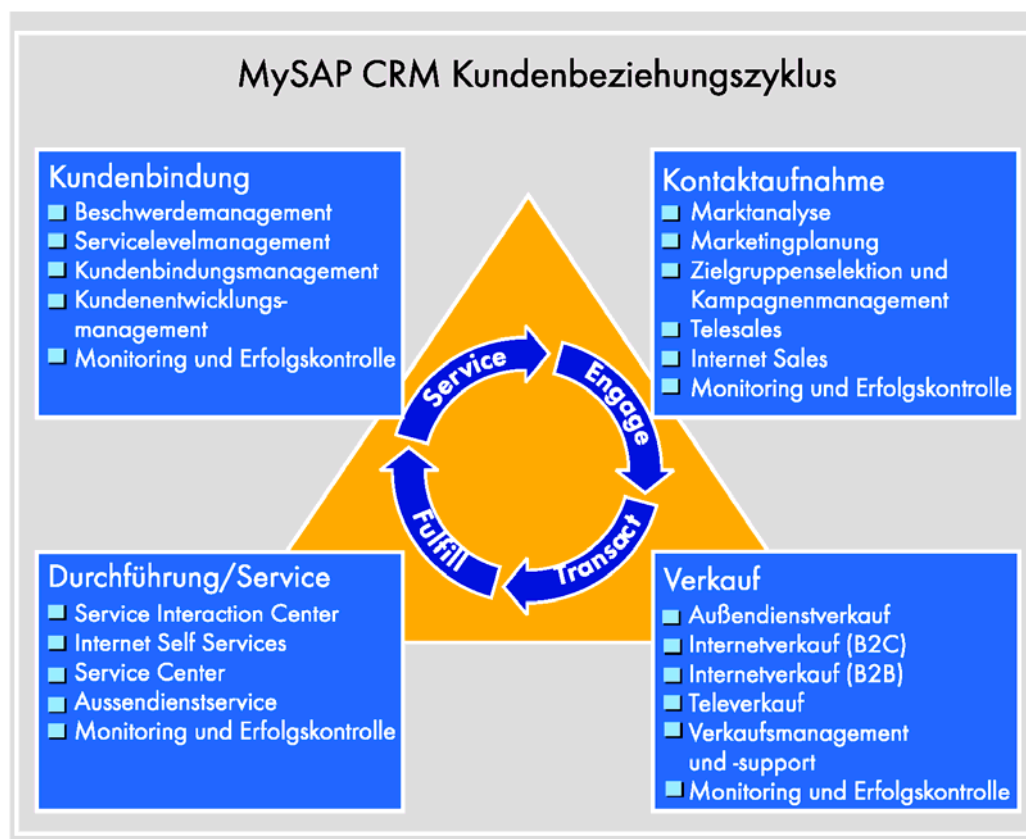 MySAP CRM Kundenbeziehungszyklus
Kundenbindung
Beschwerdemanagement
Servicelevelmanagement
Kundenbindungsmanagement
Kundenentwicklungs-
management
Monitoring und Erfolgskontrolle
Kontaktaufnahme
Marktanalyse
Marketingplanung
Zielgruppenselektion und
Kampagnenmanagement
Telesales
Internet Sales
Monitoring und Erfolgskontrolle
Service
Engage
Fulfill
Transact
Durchführung/Service
Service Interaction Center
Internet Self Services
Service Center
Aussendienstservice
Monitoring und Erfolgskontrolle
Verkauf
Außendienstverkauf
Internetverkauf (B2C)
Internetverkauf (B2B)
Televerkauf
Verkaufsmanagement
und -support
Monitoring und Erfolgskontrolle